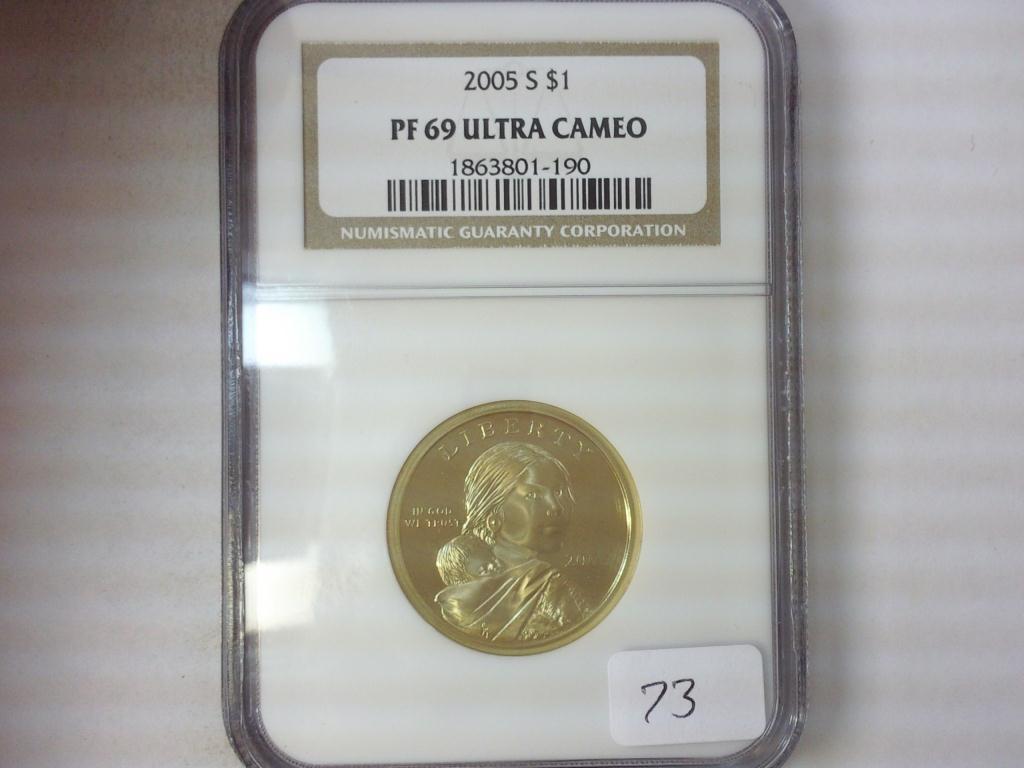 2005 S $1
PF 69 ULTRA CAMEO
1863801-190
NUMISMATIC GUARANTY CORPORATION
LIBERTY
IN GOD
WE TRUST
73